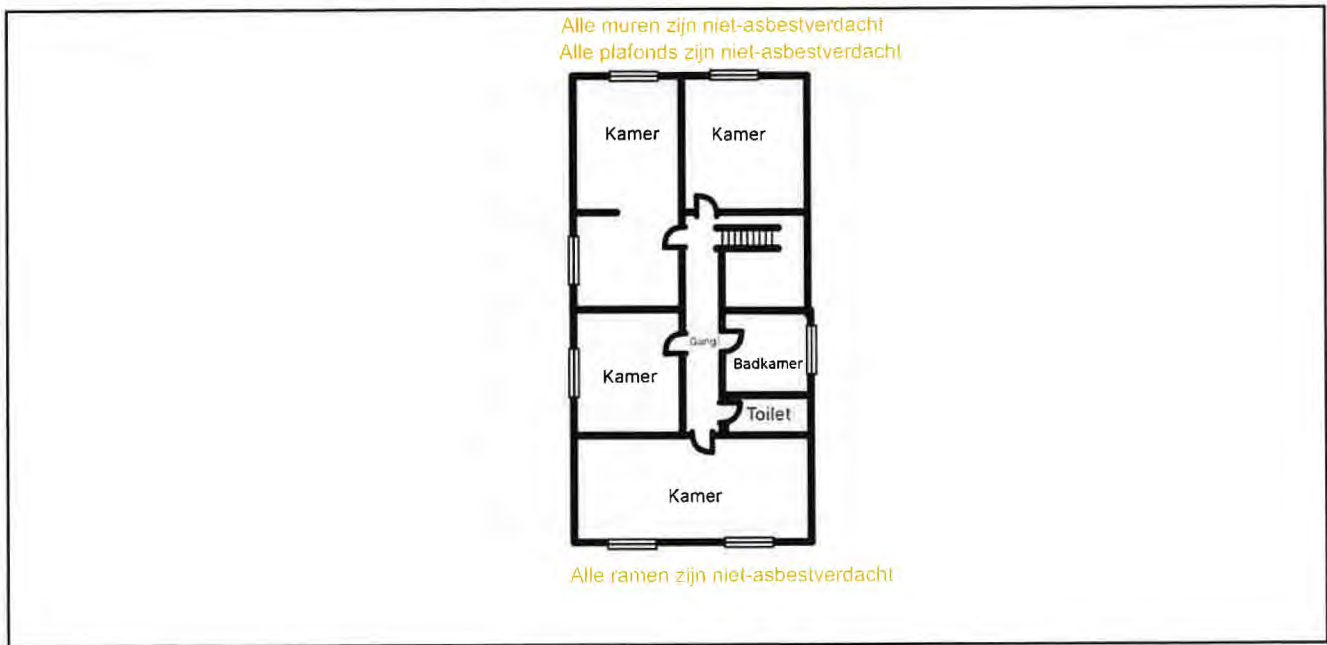 Alle muren zijn niet-asbestverdacht
Alle plafonds zijn niet-asbestverdacht
Kamer Kamer
Gang
Badkamer
Kamer
Toilet
Kamer
Alle ramen zijn niet-asbestverdacht